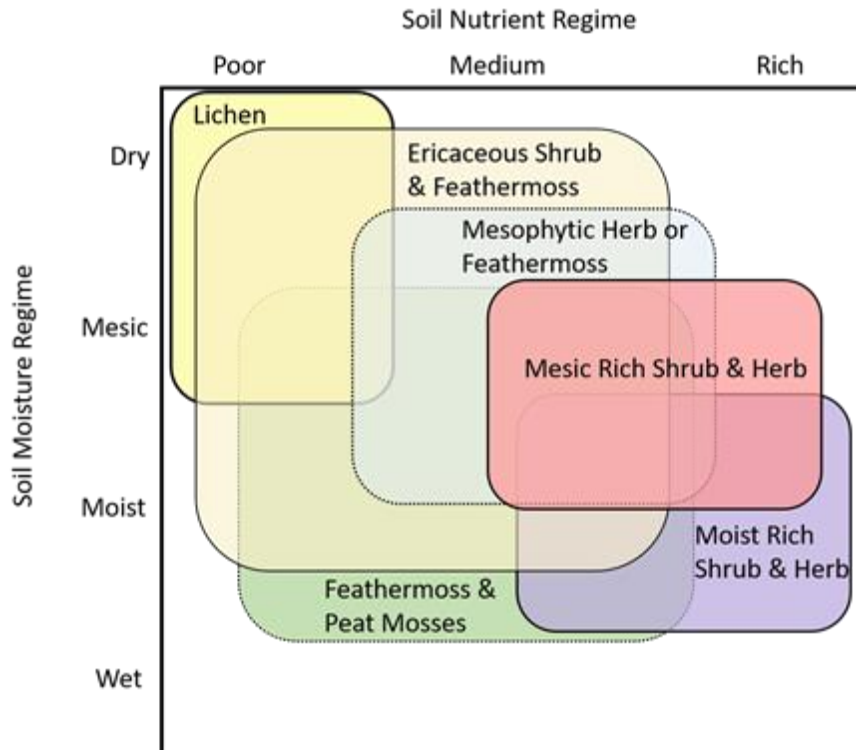 Soil Nutrient Regime
Poor
Medium
Rich
Soil Moisture Regime
Dry
Mesic
Moist
Wet
Lichen
Ericaceous Shrub
& Feathermoss
Mesophytic Herb or
Feathermoss
Mesic Rich Shrub & Herb
Moist Rich
Shrub & Herb
Feathermoss &
Peat Mosses